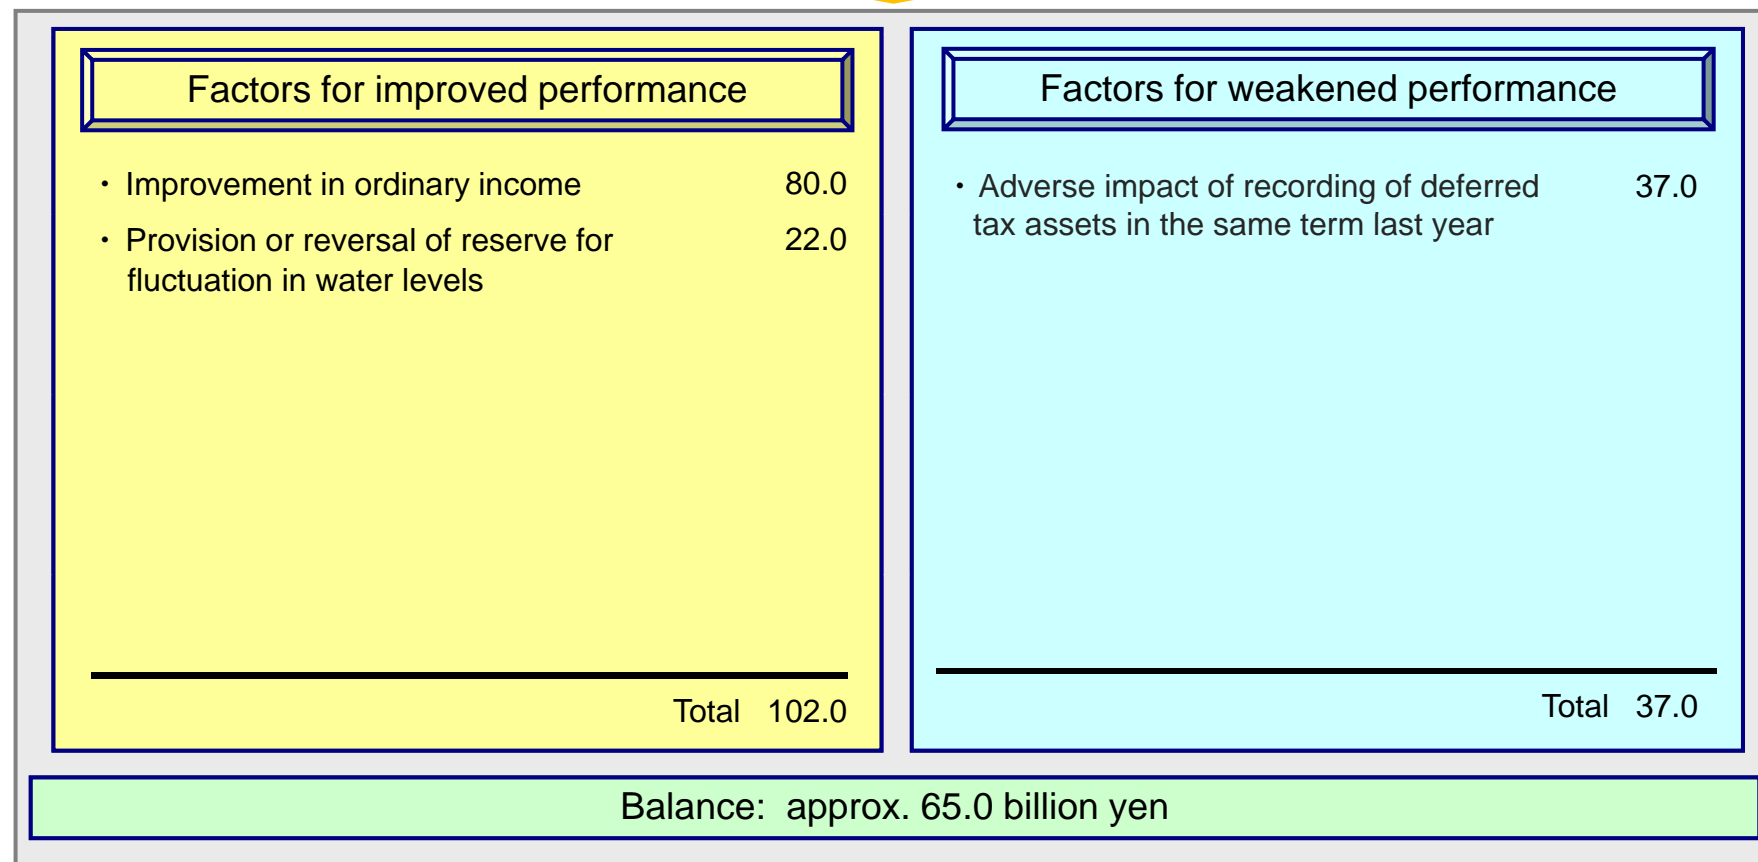 Factors for improved performance
・Improvement in ordinary income 80.0
・Provision or reversal of reserve for 22.0
fluctuation in water levels
Total 102.0
Factors for weakened performance
・Adverse impact of recording of deferred 37.0
tax assets in the same term last year
Total 37.0
Balance: approx. 65.0 billion yen